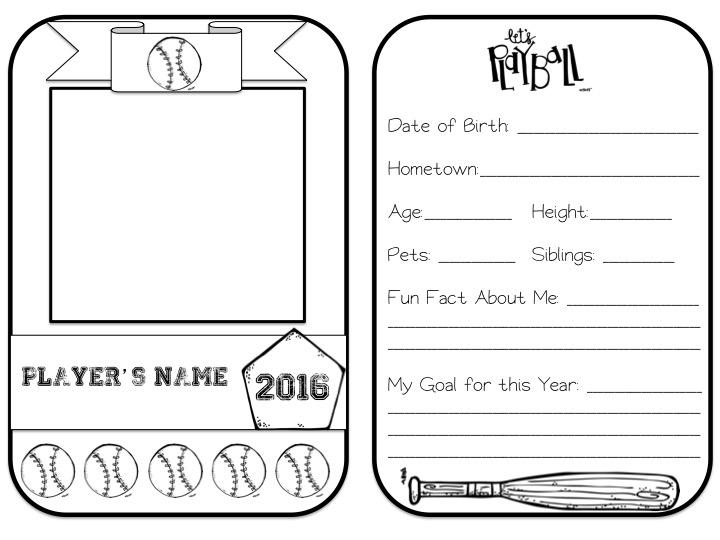 PLAYER'S NAME
2016
let's
PLAY BALL
Date of Birth:
Hometown:
Age: Height:
Pets: Siblings:
Fun Fact About Me:
My Goal for this Year: